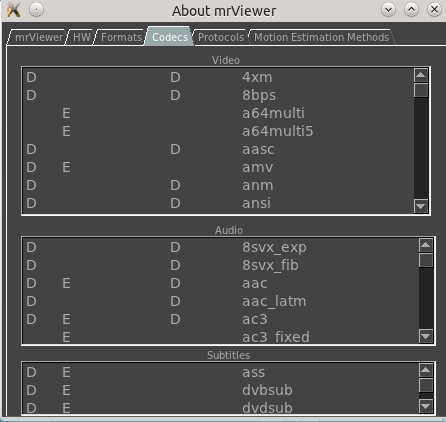 About mrViewer
mrViewer HW Formats Codecs Protocols Motion Estimation Methods
Video
D D 4xm
D D 8bps
E a64multi
E a64multi5
D D aasc
D E amv
D D anm
D D ansi
Audio
D D 8svx_exp
D D 8svx_fib
D E D aac
D D aac_latm
D E D ac3
E ac3_fixed
Subtitles
D E ass
D E dvbsub
D E dvdsub